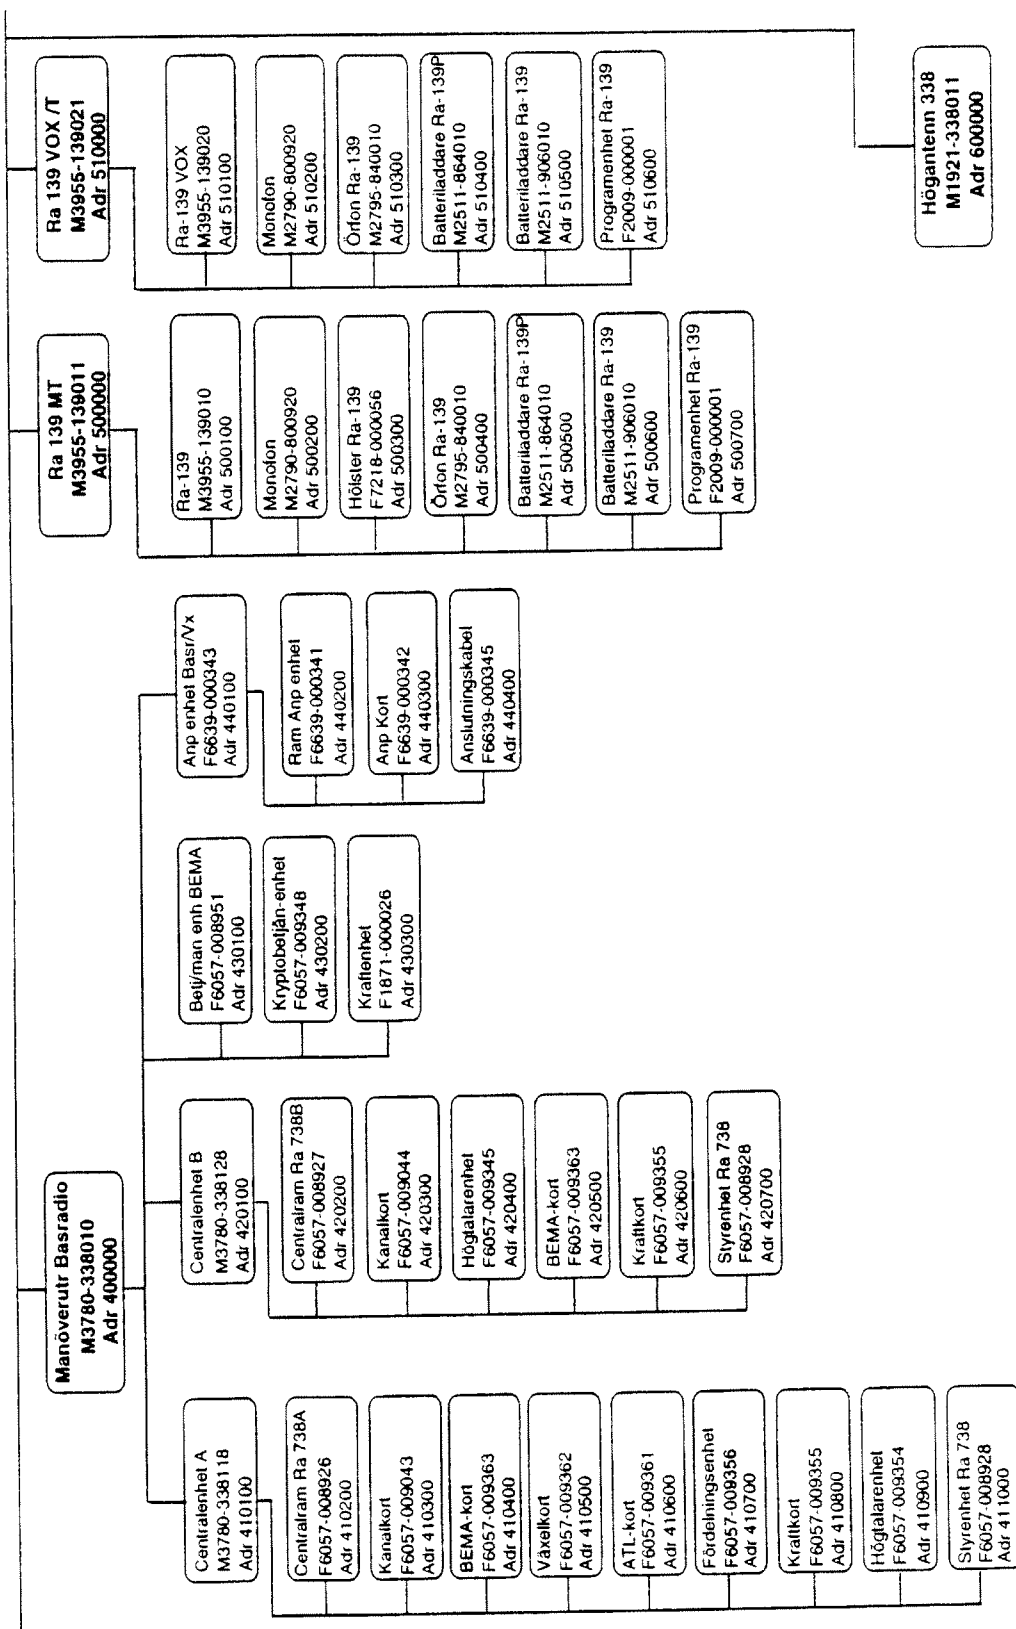 Manöverutr Basradio
M3780-338010
Adr 400000
Centralenhet A
M3780-338118
Adr 410100
Centralram Ra 738A
F6057-008926
Adr 410200
Kanalkort
F6057-009043
Adr 410300
BEMA-kort
F6057-009363
Adr 410400
Växelkort
F6057-009362
Adr 410500
ATL-kort
F6057-009361
Adr 410600
Fördelningsenhet
F6057-009356
Adr 410700
Kraftkort
F6057-009355
Adr 410800
Högtalarenhet
F6057-009354
Adr 410900
Styrenhet Ra 738
F6057-008928
Adr 411000
Centralenhet B
M3780-338128
Adr 420100
Centralram Ra 738B
F6057-008927
Adr 420200
Kanalkort
F6057-009044
Adr 420300
Högtalarenhet
F6057-009345
Adr 420400
BEMA-kort
F6057-009363
Adr 420500
Kraftkort
F6057-009355
Adr 420600
Styrenhet Ra 738
F6057-008928
Adr 420700
Betj/man enh BEMA
F6057-008951
Adr 430100
Kryptobetjän-enhet
F6057-009348
Adr 430200
Kraftenhet
F1871-000026
Adr 430300
Anp enhet Basr/Vx
F6639-000343
Adr 440100
Ram Anp enhet
F6639-000341
Adr 440200
Anp Kort
F6639-000342
Adr 440300
Anslutningskabel
F6639-000345
Adr 440400
Ra 139 MT
M3955-139011
Adr 500000
Ra-139
M3955-139010
Adr 500100
Monofon
M2790-800920
Adr 500200
Hölster Ra-139
F7218-000056
Adr 500300
Örfon Ra-139
M2795-840010
Adr 500400
Batteriladdare Ra-139P
M2511-864010
Adr 500500
Batteriladdare Ra-139
M2511-906010
Adr 500600
Programenhet Ra-139
F2009-000001
Adr 500700
Ra 139 VOX /T
M3955-139021
Adr 510000
Ra-139 VOX
M3955-139020
Adr 510100
Monofon
M2790-800920
Adr 510200
Örfon Ra-139
M2795-840010
Adr 510300
Batteriladdare Ra-139P
M2511-864010
Adr 510400
Batteriladdare Ra-139
M2511-906010
Adr 510500
Programenhet Ra-139
F2009-000001
Adr 510600
Högantenn 338
M1921-338011
Adr 600000